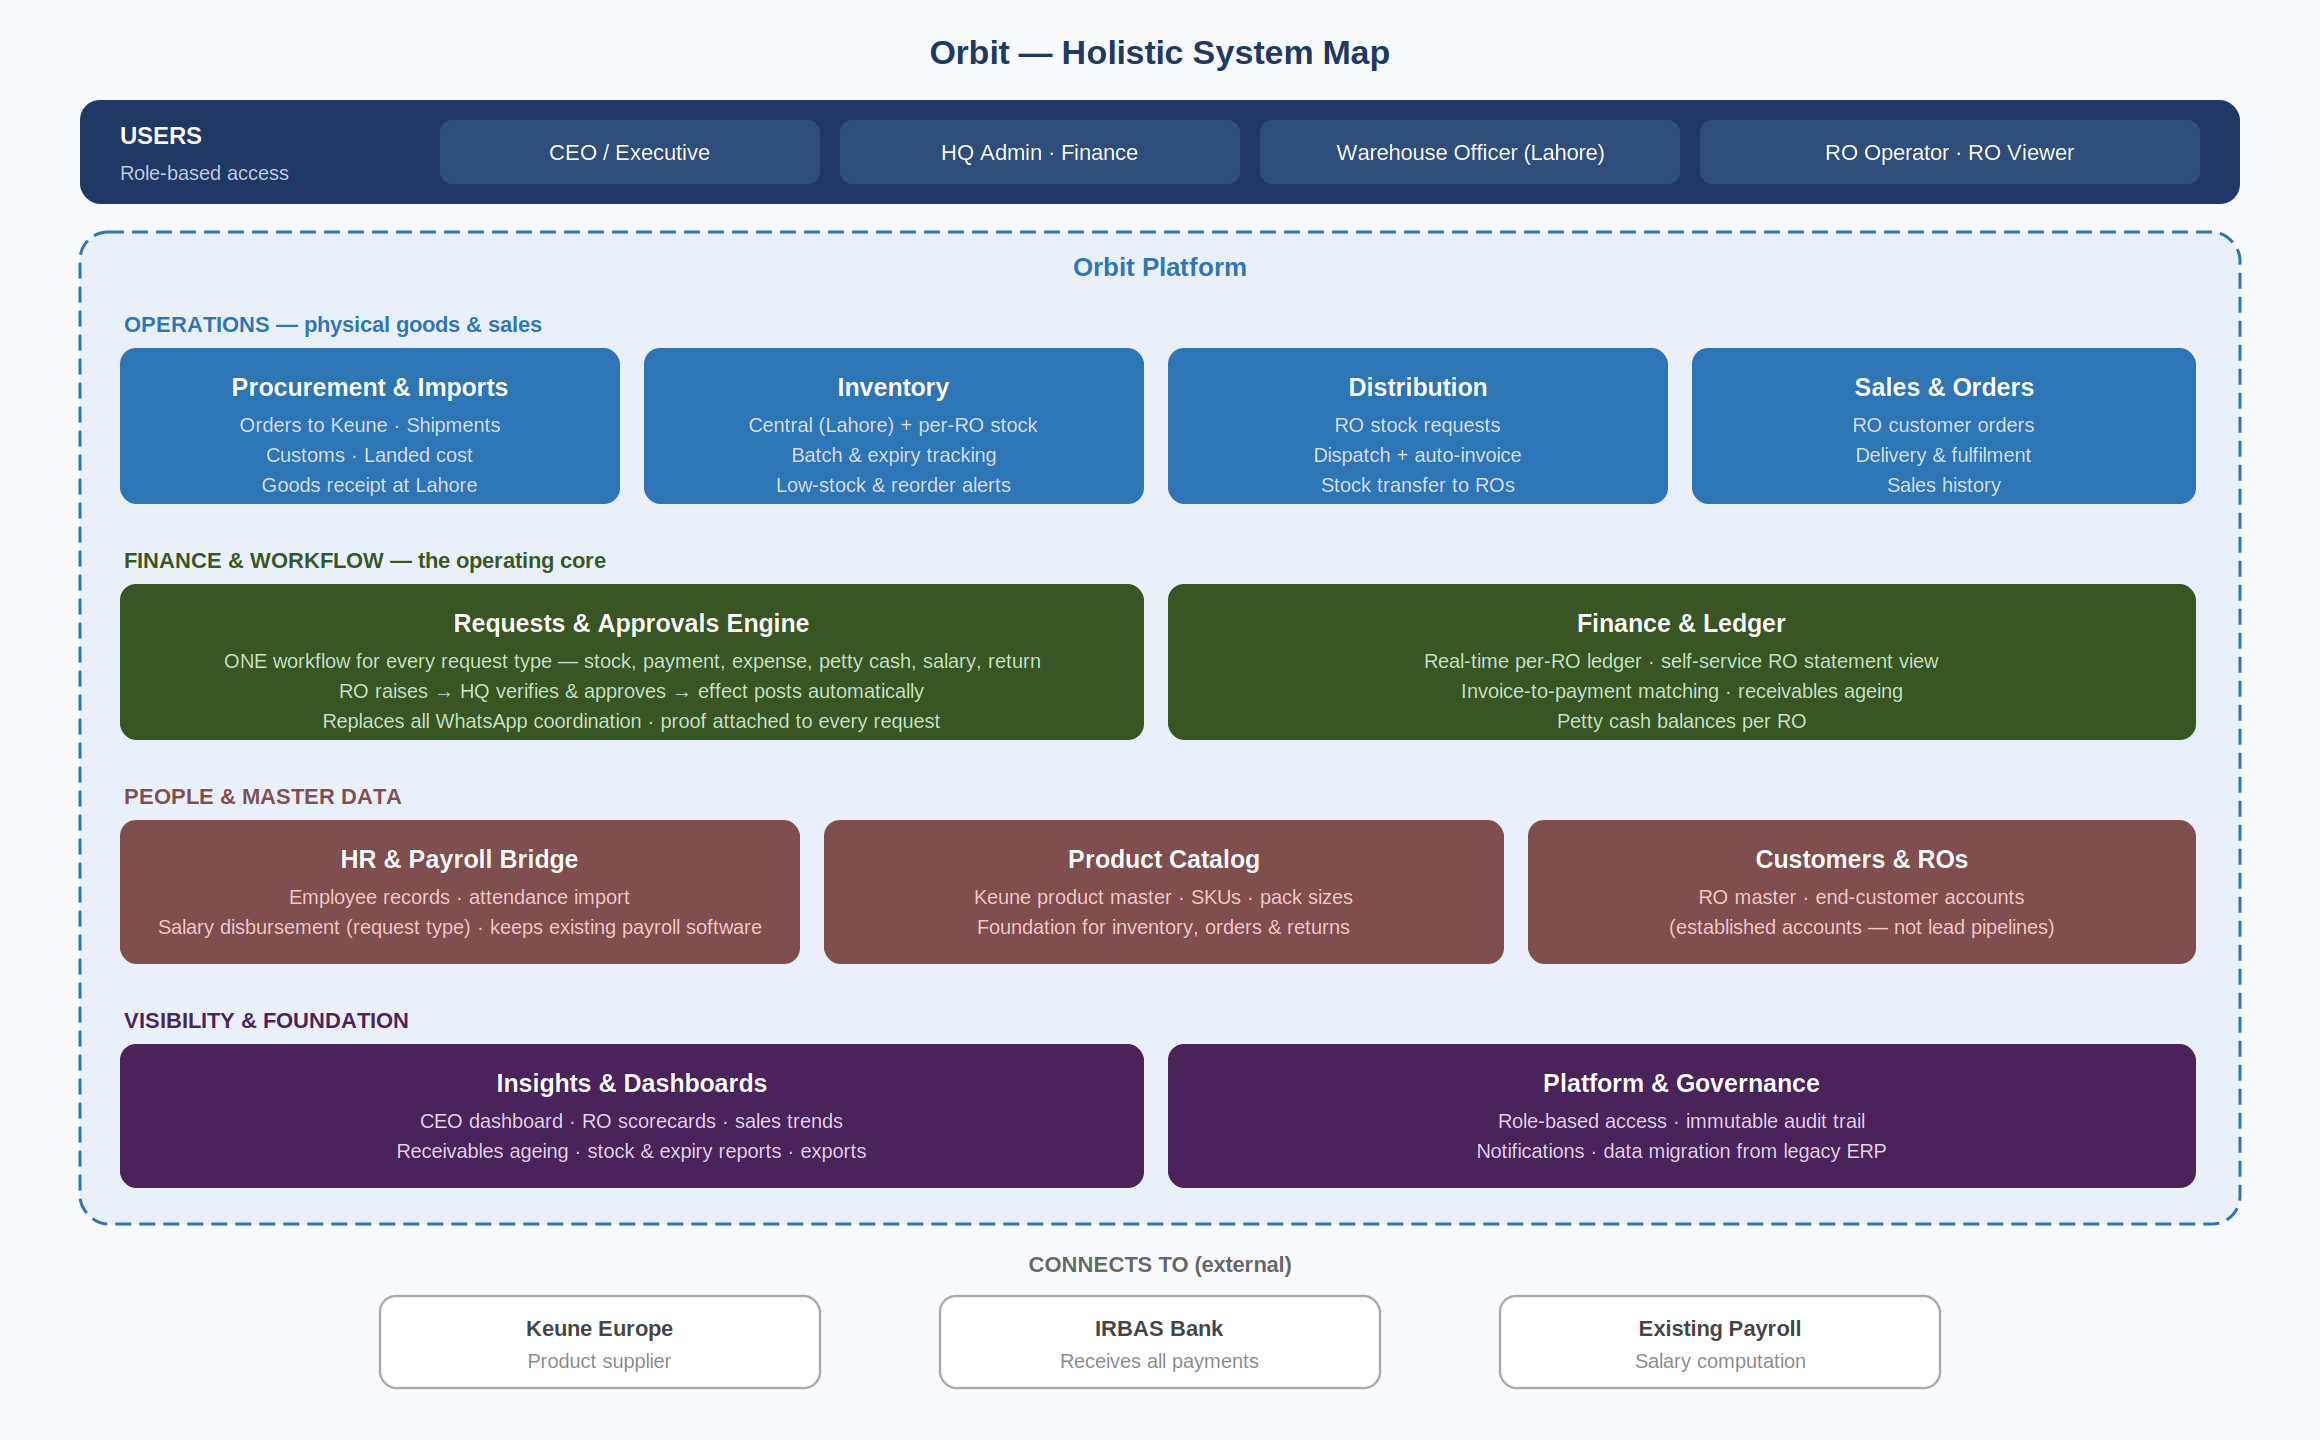 Orbit — Holistic System Map
USERS
Role-based access
CEO / Executive
HQ Admin · Finance
Warehouse Officer (Lahore)
RO Operator · RO Viewer
Orbit Platform
OPERATIONS — physical goods & sales
Procurement & Imports
Orders to Keune · Shipments
Customs · Landed cost
Goods receipt at Lahore
Inventory
Central (Lahore) + per-RO stock
Batch & expiry tracking
Low-stock & reorder alerts
Distribution
RO stock requests
Dispatch + auto-invoice
Stock transfer to ROs
Sales & Orders
RO customer orders
Delivery & fulfilment
Sales history
FINANCE & WORKFLOW — the operating core
Requests & Approvals Engine
ONE workflow for every request type — stock, payment, expense, petty cash, salary, return
RO raises → HQ verifies & approves → effect posts automatically
Replaces all WhatsApp coordination · proof attached to every request
Finance & Ledger
Real-time per-RO ledger · self-service RO statement view
Invoice-to-payment matching · receivables ageing
Petty cash balances per RO
PEOPLE & MASTER DATA
HR & Payroll Bridge
Employee records · attendance import
Salary disbursement (request type) · keeps existing payroll software
Product Catalog
Keune product master · SKUs · pack sizes
Foundation for inventory, orders & returns
Customers & ROs
RO master · end-customer accounts
(established accounts — not lead pipelines)
VISIBILITY & FOUNDATION
Insights & Dashboards
CEO dashboard · RO scorecards · sales trends
Receivables ageing · stock & expiry reports · exports
Platform & Governance
Role-based access · immutable audit trail
Notifications · data migration from legacy ERP
CONNECTS TO (external)
Keune Europe
Product supplier
IRBAS Bank
Receives all payments
Existing Payroll
Salary computation